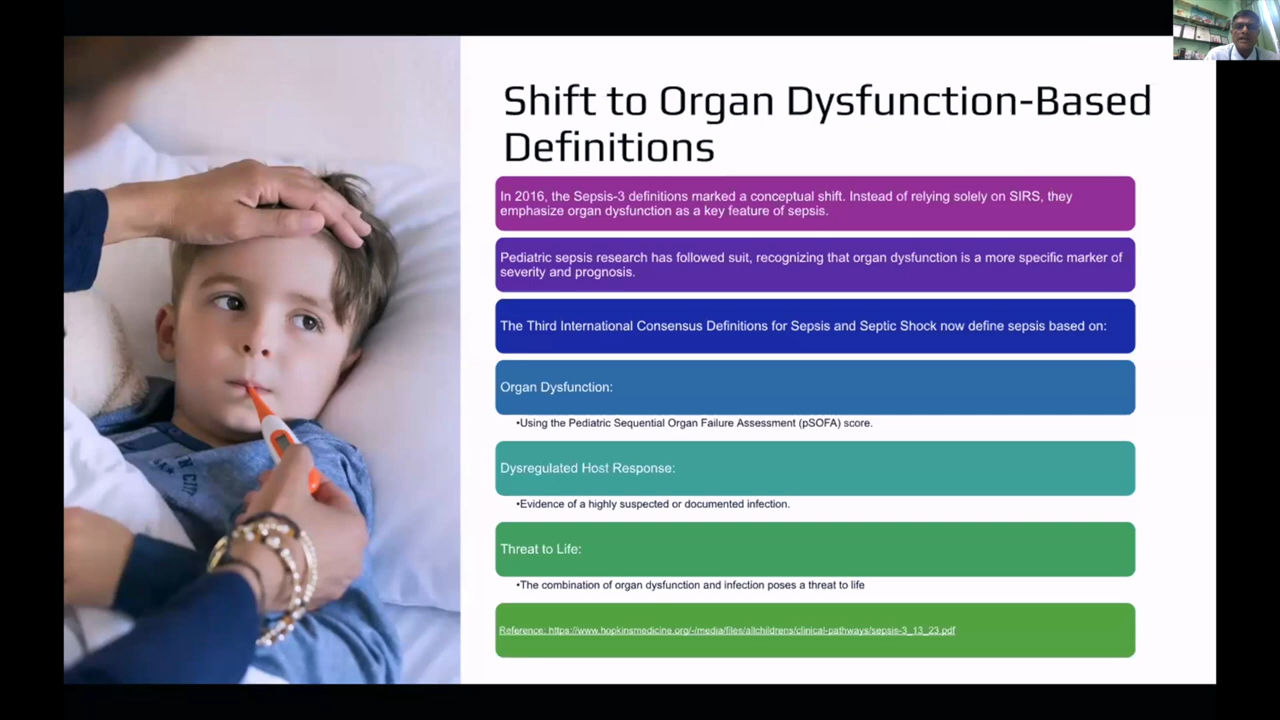 Shift to Organ Dysfunction-Based
Definitions
In 2016, the Sepsis-3 definitions marked a conceptual shift. Instead of relying solely on SIRS, they
emphasize organ dysfunction as a key feature of sepsis.
Pediatric sepsis research has followed suit, recognizing that organ dysfunction is a more specific marker of
severity and prognosis.
The Third International Consensus Definitions for Sepsis and Septic Shock now define sepsis based on:
Organ Dysfunction:
•Using the Pediatric Sequential Organ Failure Assessment (pSOFA) score.
Dysregulated Host Response:
•Evidence of a highly suspected or documented infection.
Threat to Life:
•The combination of organ dysfunction and infection poses a threat to life
Reference: https://www.hopkinsmedicine.org/-/media/files/allchildrens/clinical-pathways/sepsis-3_13_23.pdf